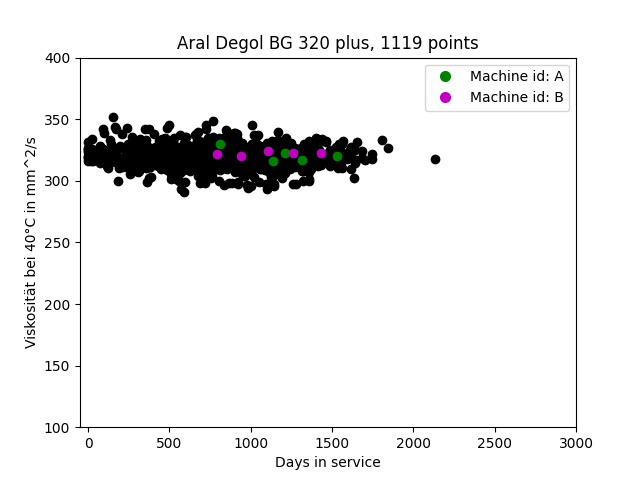 Aral Degol BG 320 plus, 1119 points
Machine id: A
Machine id: B
Viskosität bei 40°C in mm^2/s
400
350
300
250
200
150
100
0 500 1000 1500 2000 2500 3000
Days in service